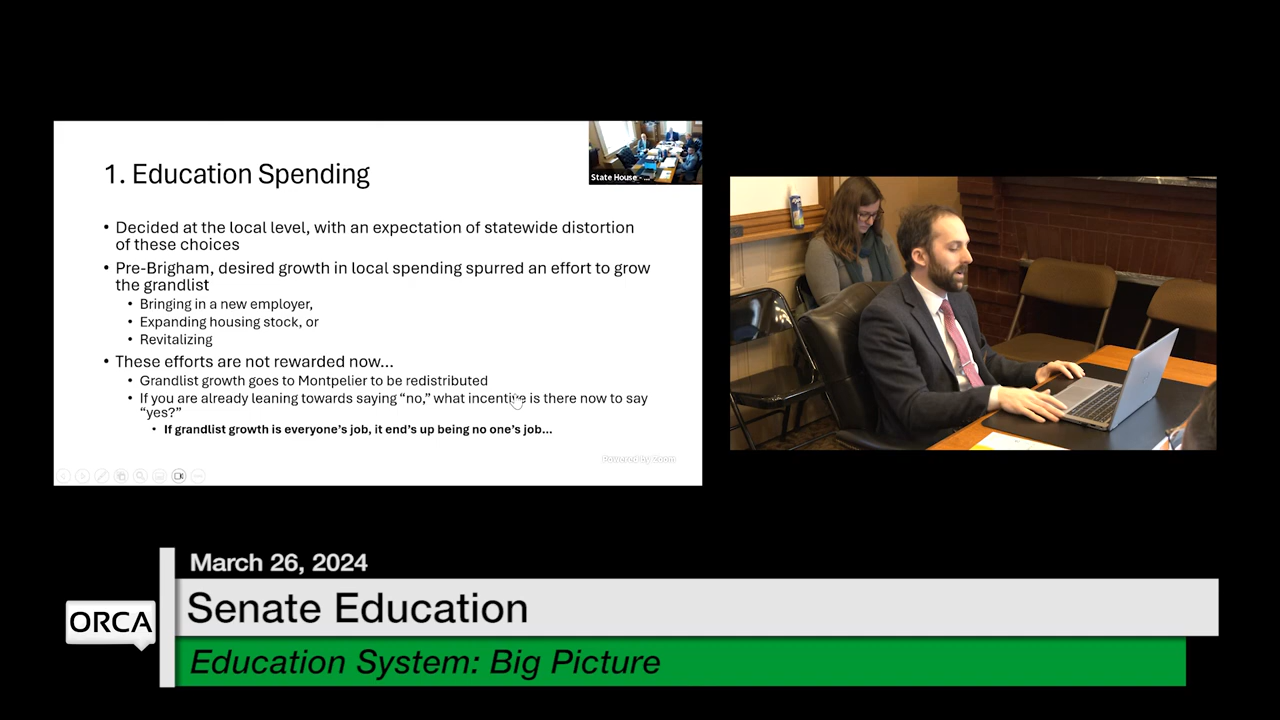 1. Education Spending
State House - ...
• Decided at the local level, with an expectation of statewide distortion
of these choices
• Pre-Brigham, desired growth in local spending spurred an effort to grow
the grandlist
• Bringing in a new employer,
• Expanding housing stock, or
• Revitalizing
• These efforts are not rewarded now...
• Grandlist growth goes to Montpelier to be redistributed
• If you are already leaning towards saying “no,” what incentive is there now to say
“yes?”
• If grandlist growth is everyone’s job, it end’s up being no one’s job...
Powered by Zoom
March 26, 2024
ORCA
Senate Education
Education System: Big Picture